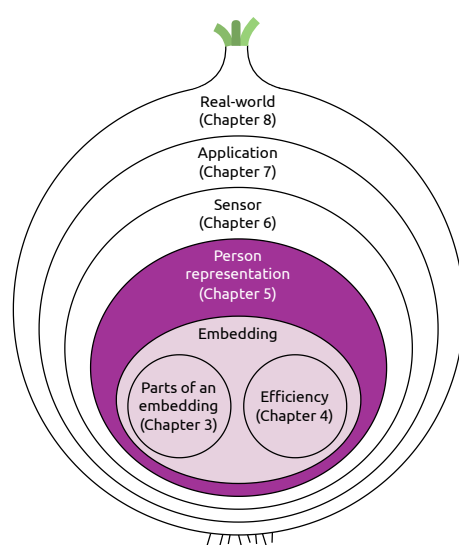 Real-world
(Chapter 8)
Application
(Chapter 7)
Sensor
(Chapter 6)
Person
representation
(Chapter 5)
Embedding
Parts of an
embedding
(Chapter 3)
Efficiency
(Chapter 4)